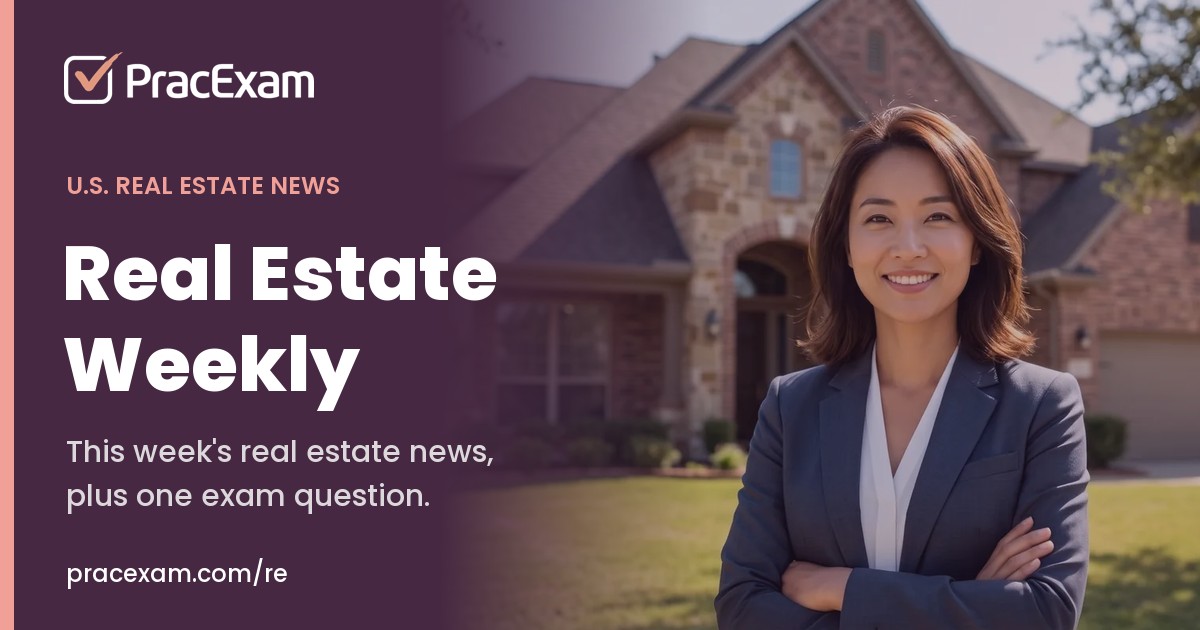 PracExam
U.S. REAL ESTATE NEWS
Real Estate
Weekly
This week's real estate news,
plus one exam question.
pracexam.com/re